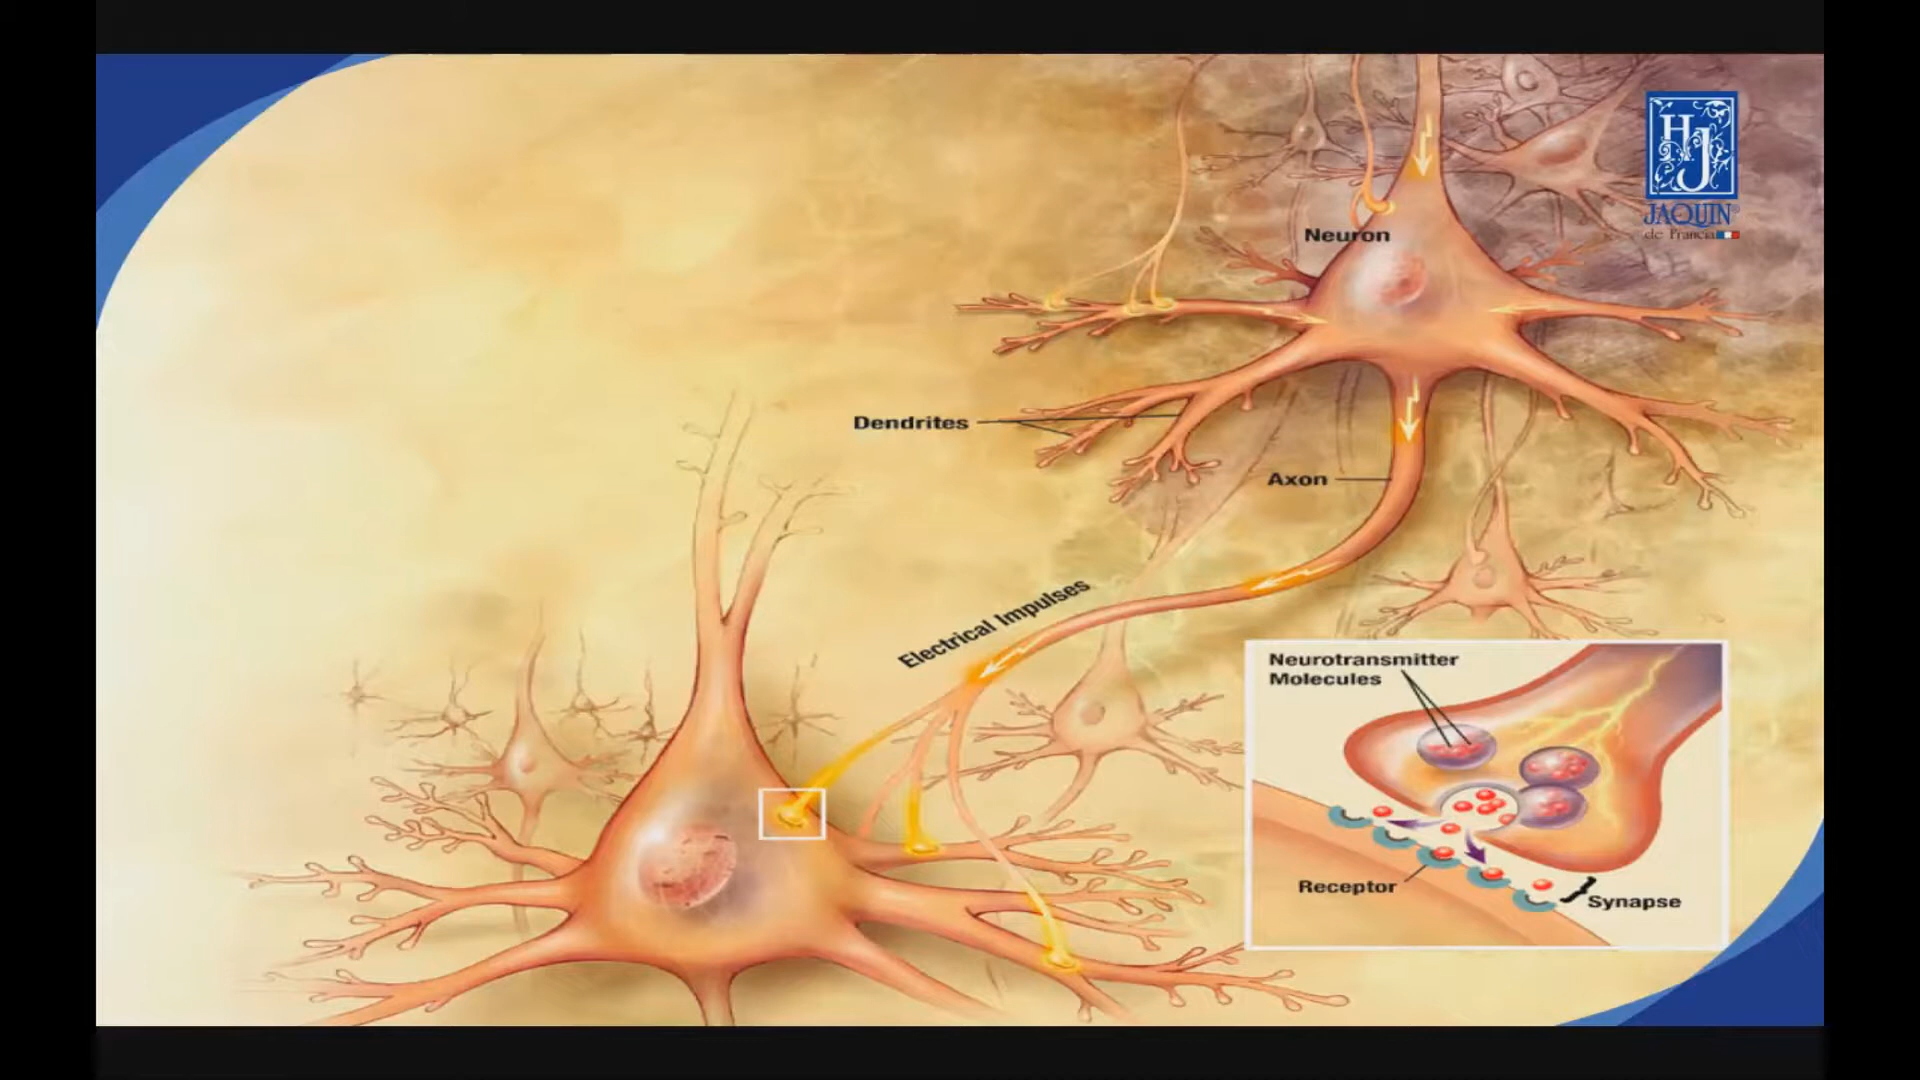 HJ
JAQUIN®
de Francia
Neuron
Dendrites
Axon
Electrical Impulses
Neurotransmitter
Molecules
Receptor
Synapse